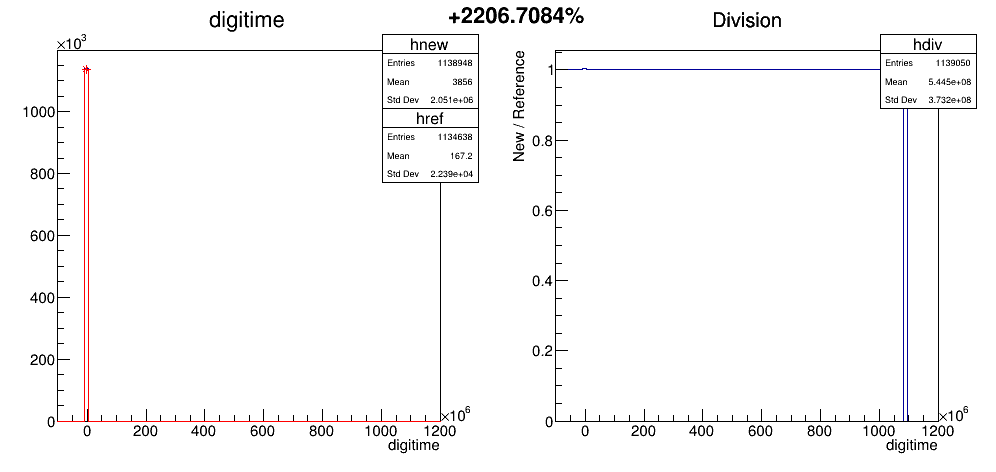 digitime
+2206.7084%
Division
×10³
hnew
Entries 1138948
Mean 3856
Std Dev 2.051e+06
href
Entries 1134638
Mean 167.2
Std Dev 2.239e+04
1000
800
600
400
200
0
0 200 400 600 800 1000 1200
×10⁶
digitime
New / Reference
hdiv
Entries 1139050
Mean 5.445e+08
Std Dev 3.732e+08
1
0.8
0.6
0.4
0.2
0
0 200 400 600 800 1000 1200
×10⁶
digitime